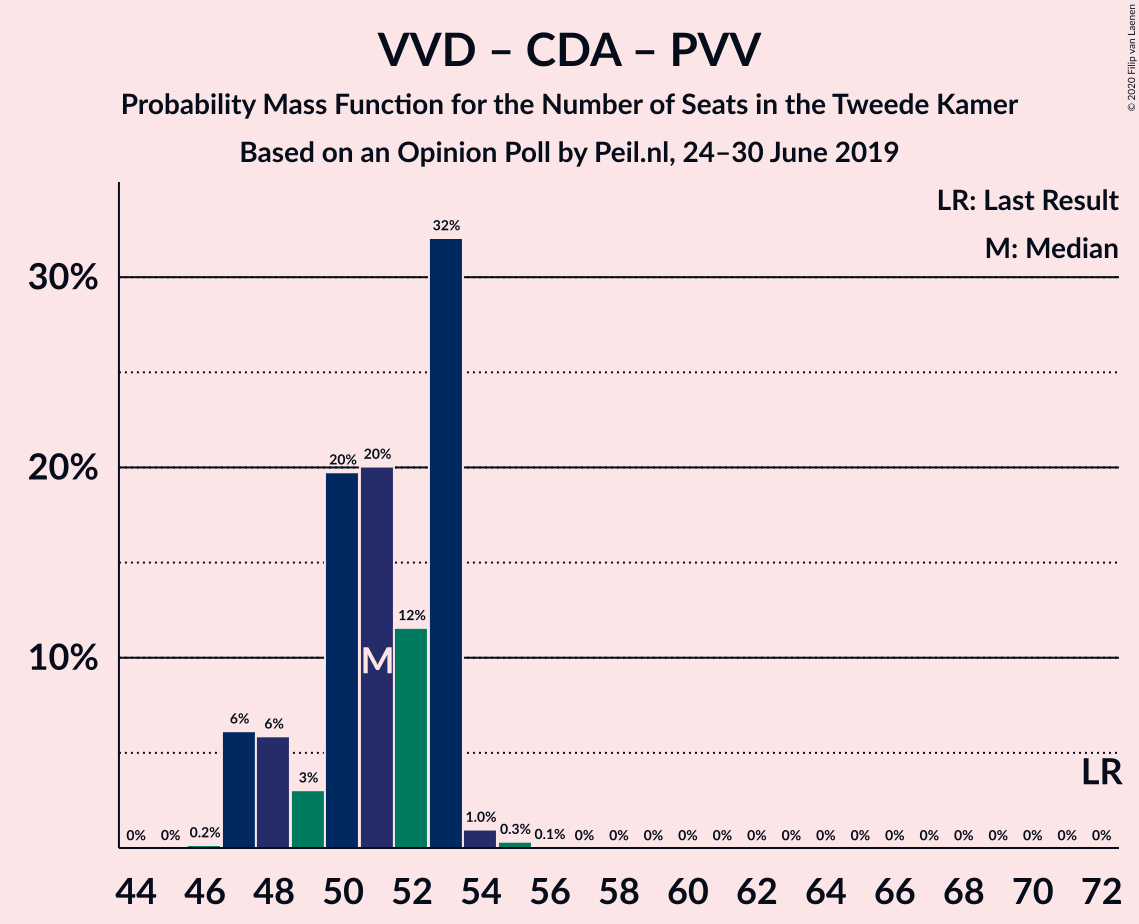 VVD – CDA – PVV
Probability Mass Function for the Number of Seats in the Tweede Kamer
Based on an Opinion Poll by Peil.nl, 24–30 June 2019
© 2020 Filip van Laenen
LR: Last Result
M: Median
30%
20%
10%
0% 0% 0.2% 6% 6% 3% 20% 20% 12% 32% 1.0% 0.3% 0.1% 0% 0% 0% 0% 0% 0% 0% 0% 0% 0% 0% 0% 0% 0% 0% 0%
M
LR
44 46 48 50 52 54 56 58 60 62 64 66 68 70 72